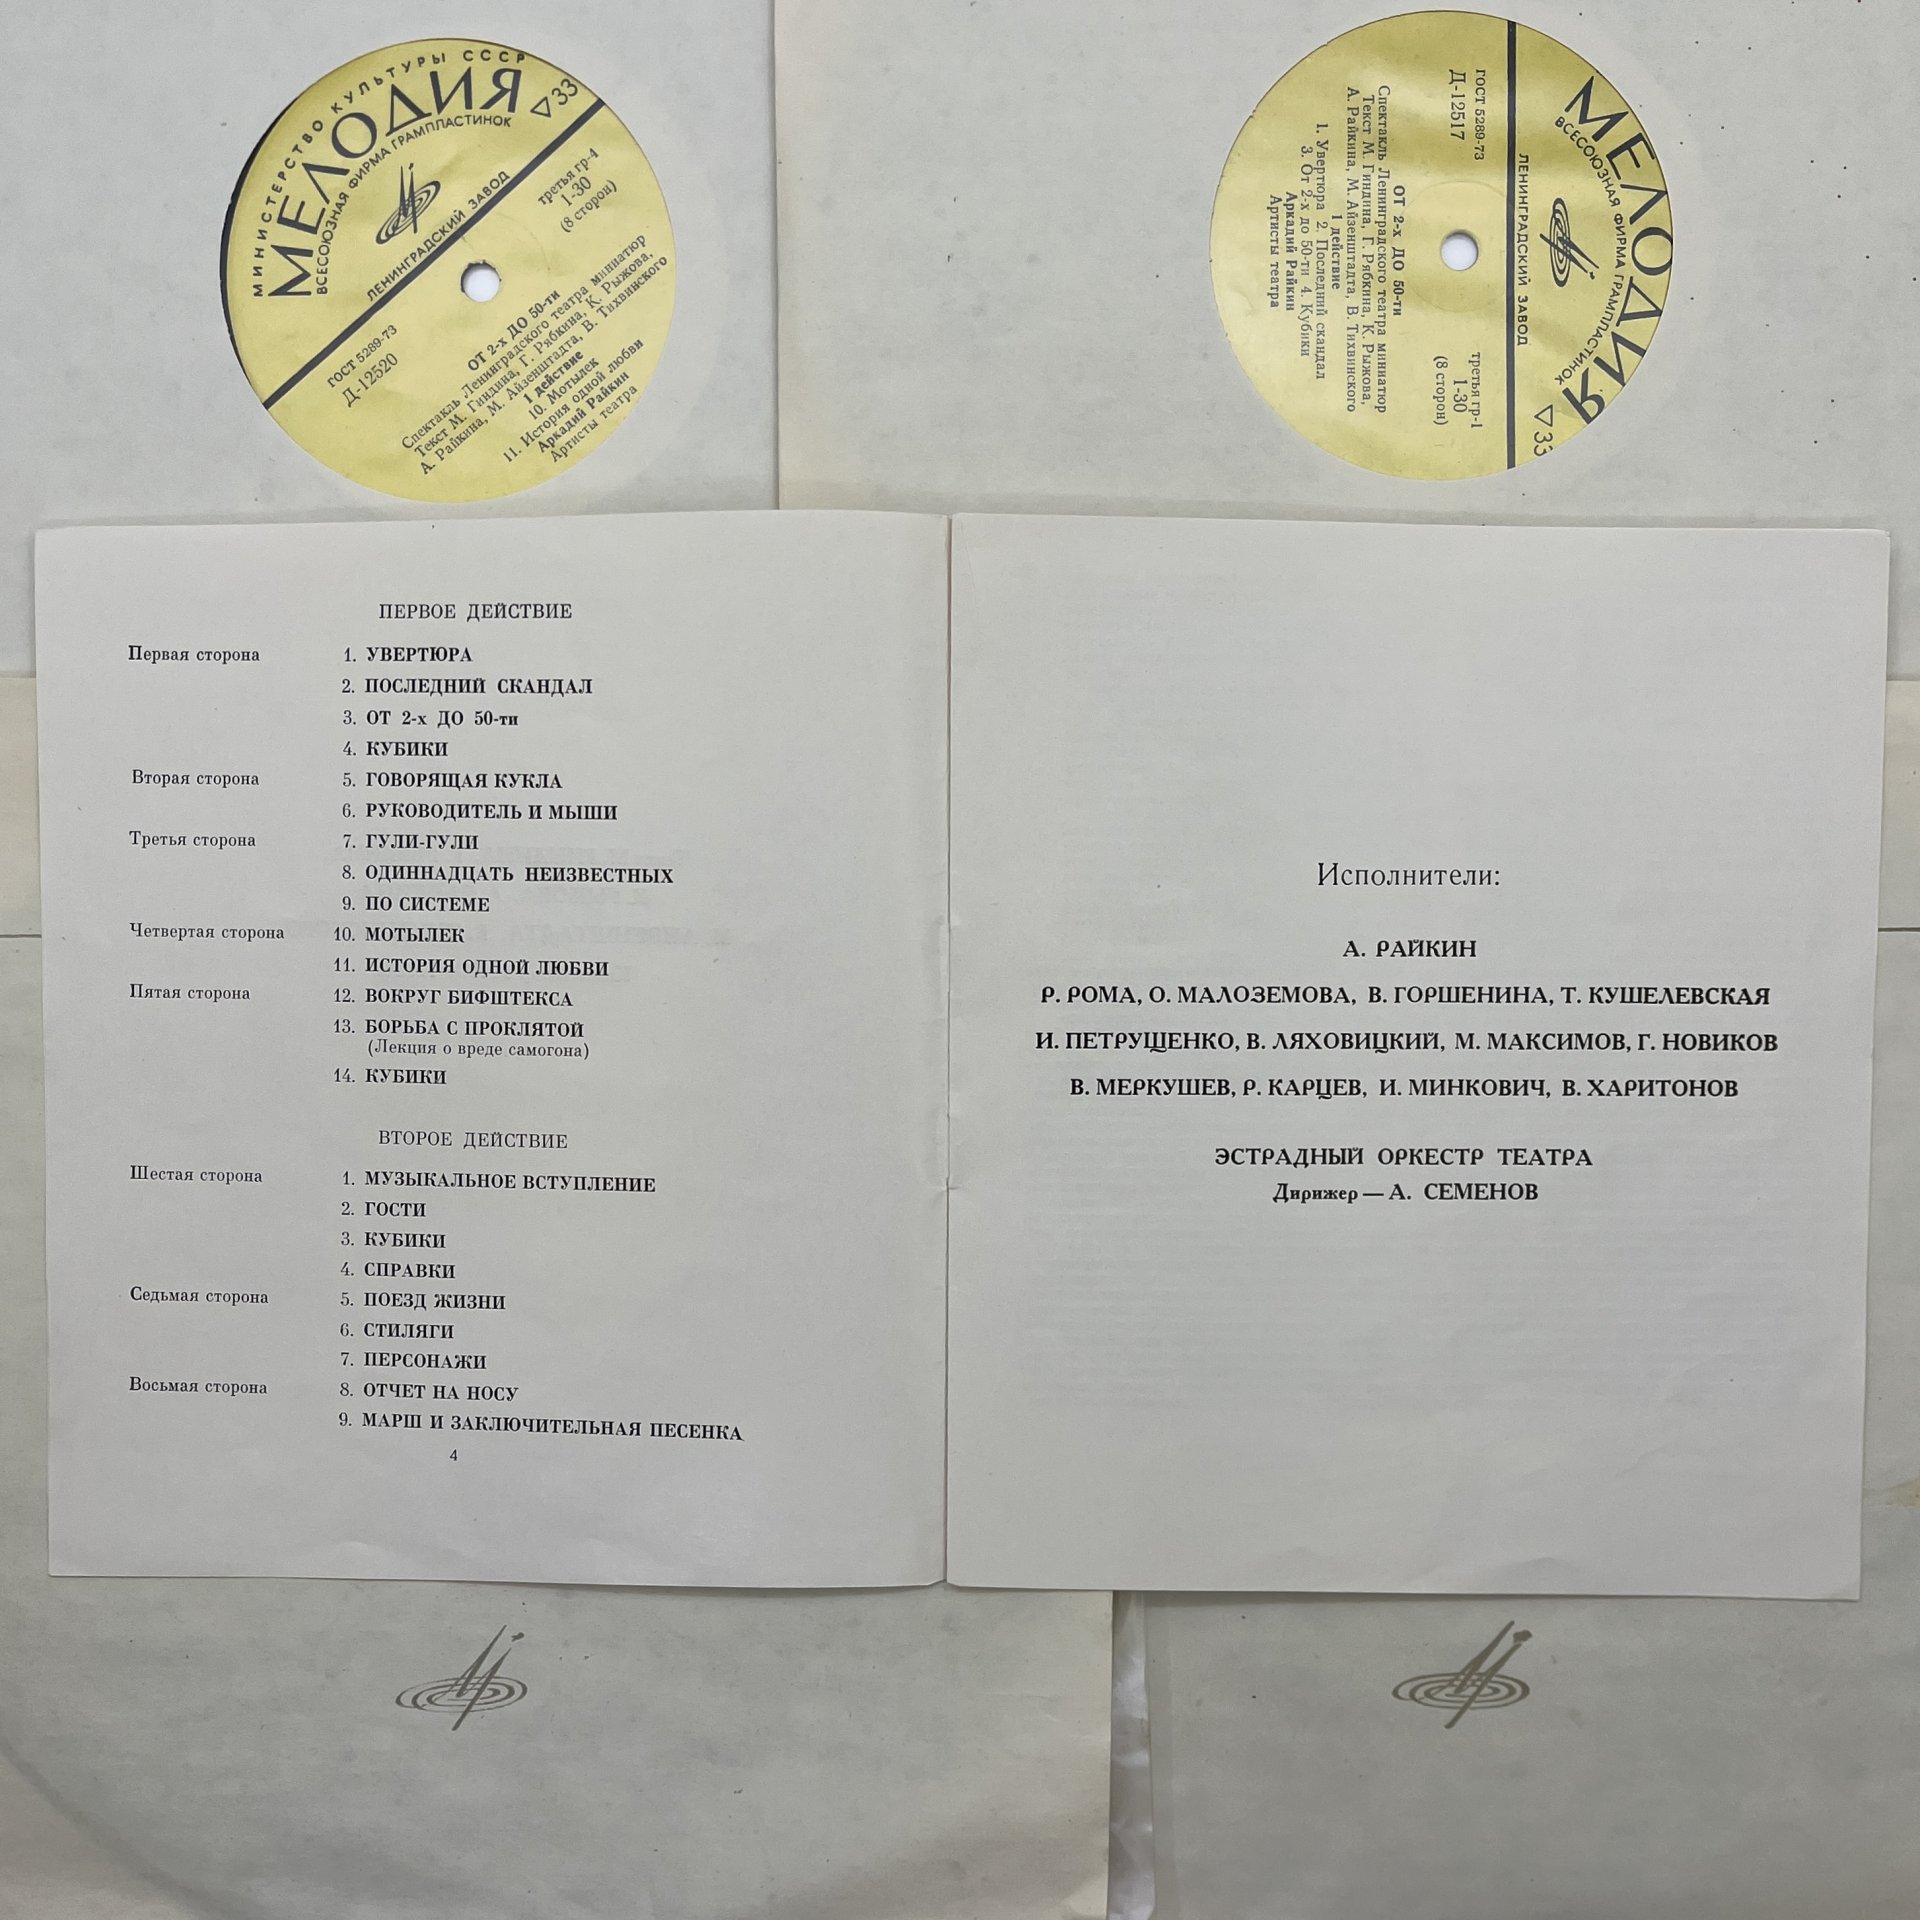 МИНИСТЕРСТВО КУЛЬТУРЫ СССР
МЕЛОДИЯ
ВСЕСОЮЗНАЯ ФИРМА ГРАМПЛАСТИНОК
33
ЛЕНИНГРАДСКИЙ ЗАВОД
третья гр-4
1-30
(8 сторон)
ГОСТ 5289-73
Д-12520
ОТ 2-х ДО 50-ти
Спектакль Ленинградского театра миниатюр
Текст М. Гиндина, Г. Рябкина, К. Рыжова,
А. Райкина, М. Айзенштадта, В. Тихвинского
1 действие
10. Мотылек
11. История одной любви
Аркадий Райкин
Артисты театра
МЕЛОДИЯ
ВСЕСОЮЗНАЯ ФИРМА ГРАМПЛАСТИНОК
33
ЛЕНИНГРАДСКИЙ ЗАВОД
ГОСТ 5289-73
Д-12517
третья гр-1
1-30
(8 сторон)
ОТ 2-х ДО 50-ти
Спектакль Ленинградского театра миниатюр
Текст М. Гиндина, Г. Рябкина, К. Рыжова,
А. Райкина, М. Айзенштадта, В. Тихвинского
1 действие
1. Увертюра 2. Последний скандал
3. От 2-х до 50-ти 4. Кубики
Аркадий Райкин
Артисты театра
ПЕРВОЕ ДЕЙСТВИЕ
Первая сторона 1. УВЕРТЮРА
2. ПОСЛЕДНИЙ СКАНДАЛ
3. ОТ 2-х ДО 50-ти
4. КУБИКИ
Вторая сторона 5. ГОВОРЯЩАЯ КУКЛА
6. РУКОВОДИТЕЛЬ И МЫШИ
Третья сторона 7. ГУЛИ-ГУЛИ
8. ОДИННАДЦАТЬ НЕИЗВЕСТНЫХ
9. ПО СИСТЕМЕ
Четвертая сторона 10. МОТЫЛЕК
11. ИСТОРИЯ ОДНОЙ ЛЮБВИ
Пятая сторона 12. ВОКРУГ БИФШТЕКСА
13. БОРЬБА С ПРОКЛЯТОЙ
(Лекция о вреде самогона)
14. КУБИКИ
ВТОРОЕ ДЕЙСТВИЕ
Шестая сторона 1. МУЗЫКАЛЬНОЕ ВСТУПЛЕНИЕ
2. ГОСТИ
3. КУБИКИ
4. СПРАВКИ
Седьмая сторона 5. ПОЕЗД ЖИЗНИ
6. СТИЛЯГИ
7. ПЕРСОНАЖИ
Восьмая сторона 8. ОТЧЕТ НА НОСУ
9. МАРШ И ЗАКЛЮЧИТЕЛЬНАЯ ПЕСЕНКА
4
Исполнители:
А. РАЙКИН
Р. РОМА, О. МАЛОЗЕМОВА, В. ГОРШЕНИНА, Т. КУШЕЛЕВСКАЯ
И. ПЕТРУЩЕНКО, В. ЛЯХОВИЦКИЙ, М. МАКСИМОВ, Г. НОВИКОВ
В. МЕРКУШЕВ, Р. КАРЦЕВ, И. МИНКОВИЧ, В. ХАРИТОНОВ
ЭСТРАДНЫЙ ОРКЕСТР ТЕАТРА
Дирижер — А. СЕМЕНОВ